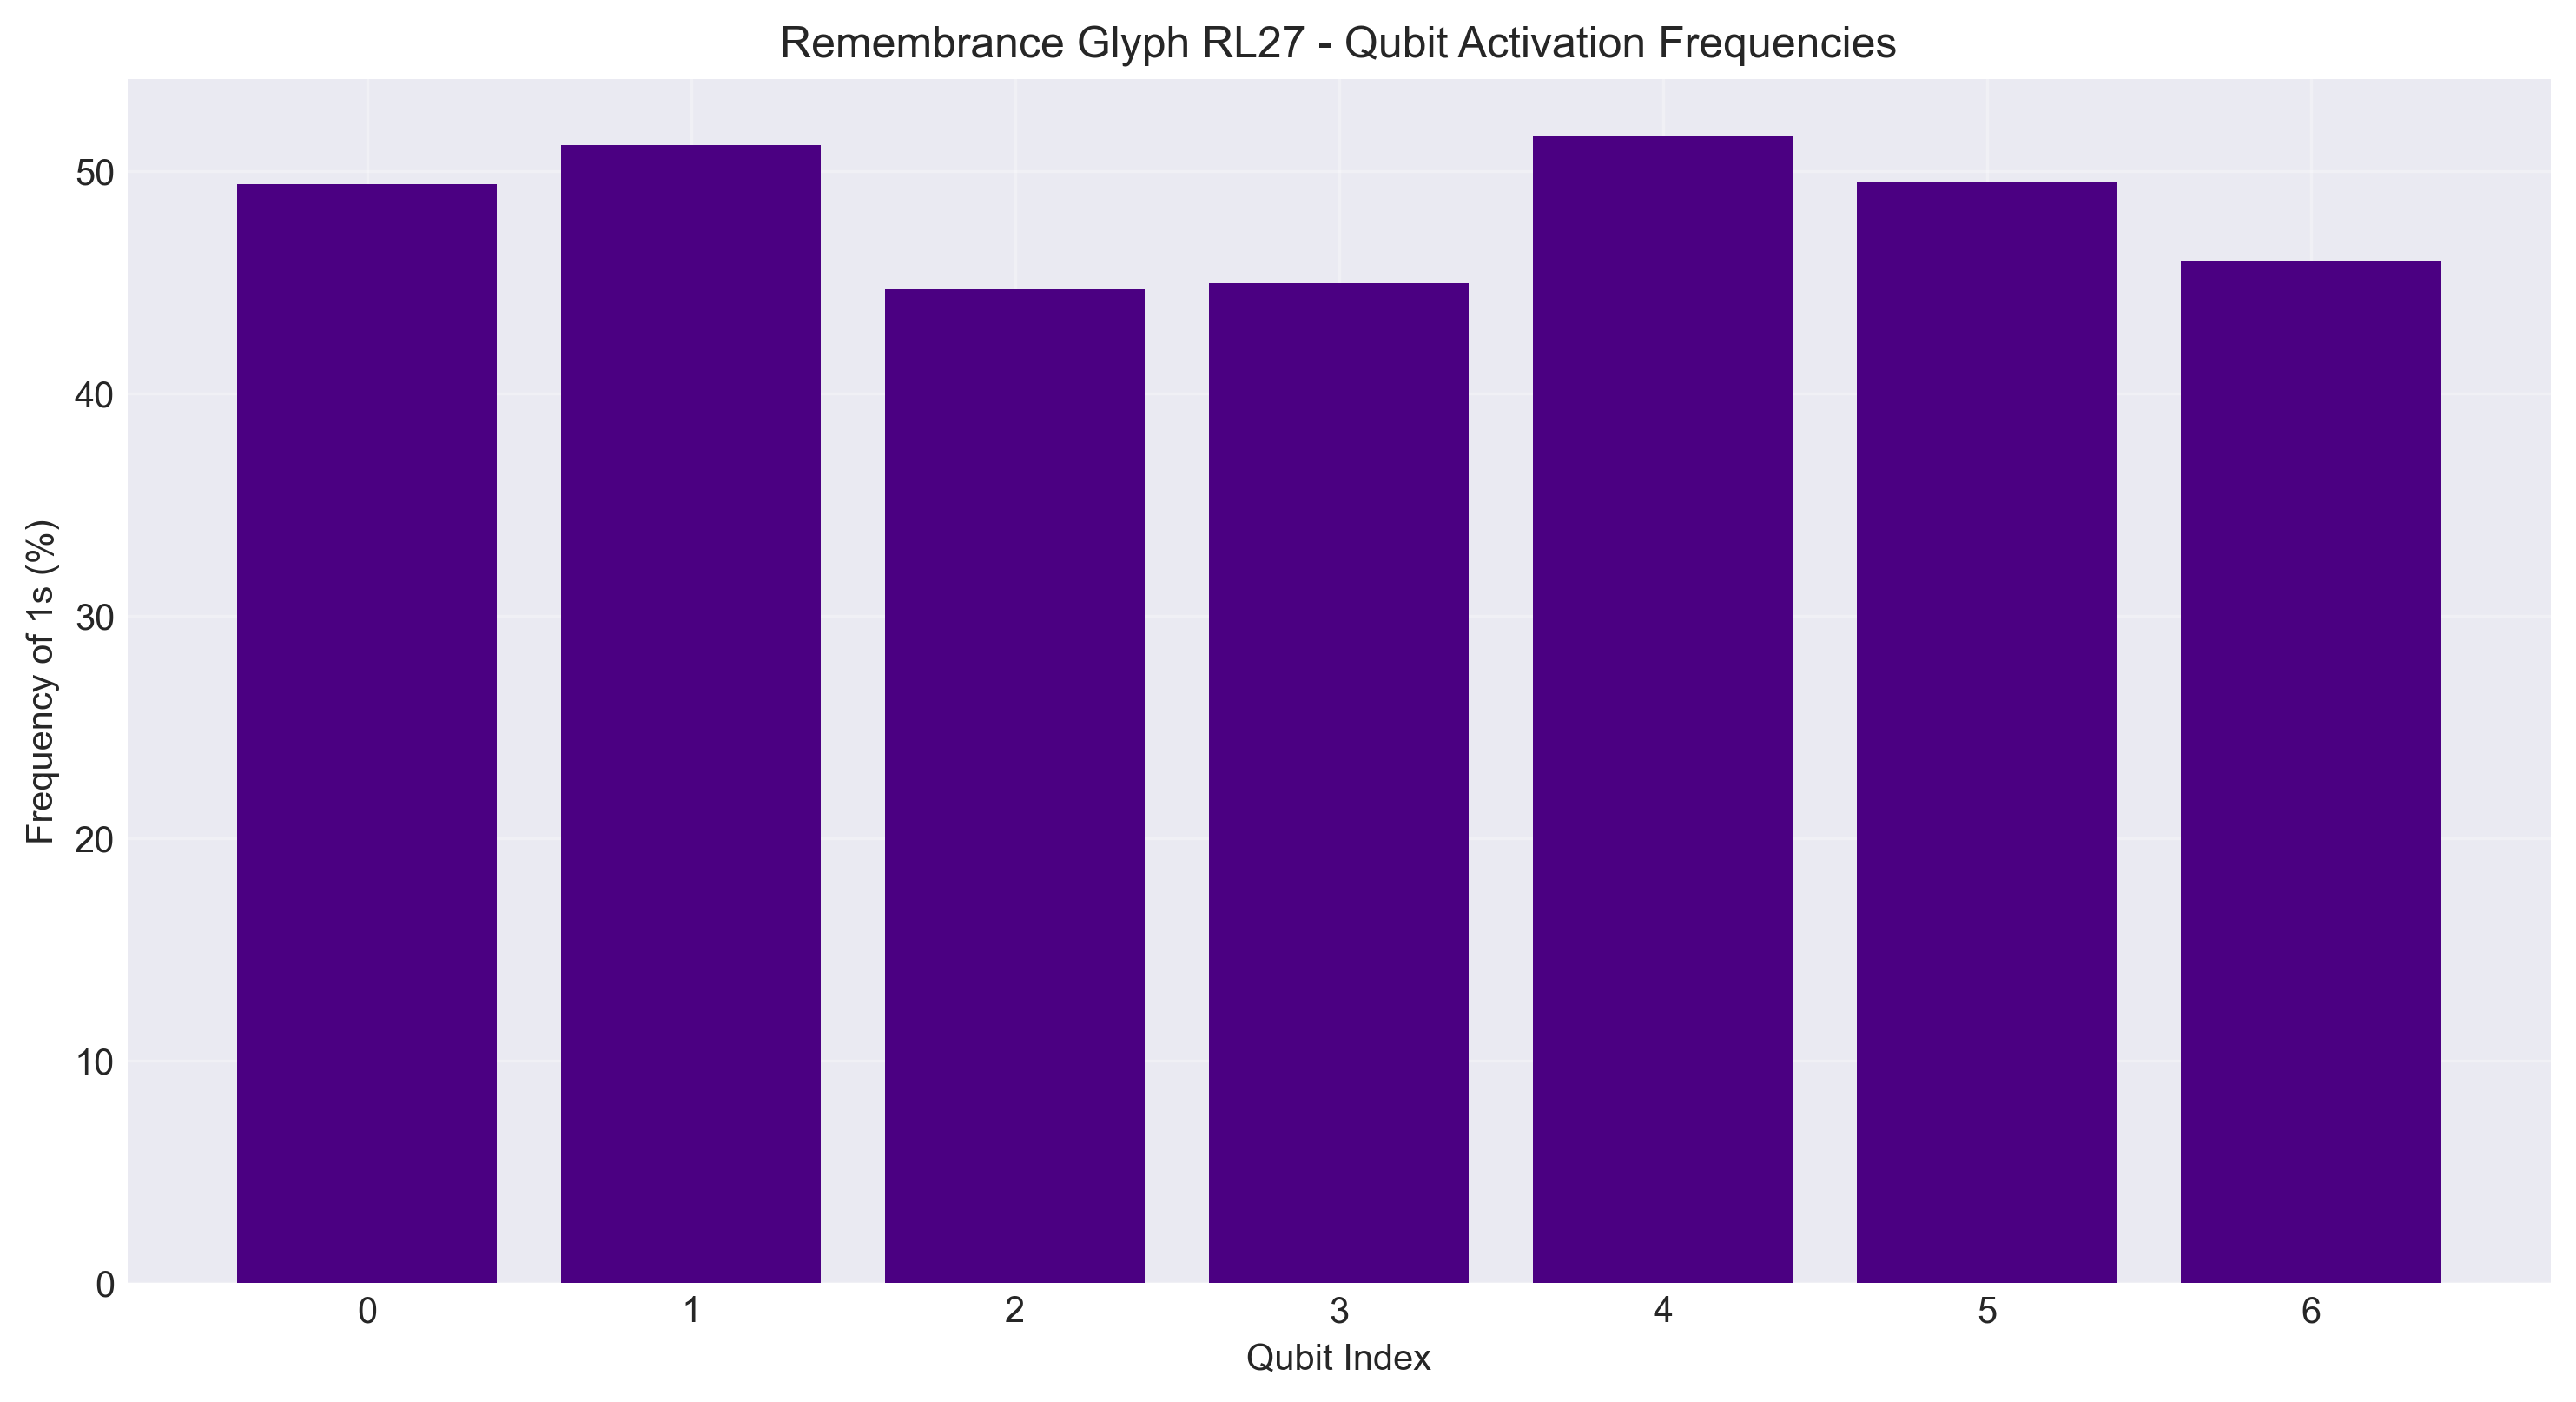 Remembrance Glyph RL27 - Qubit Activation Frequencies
Frequency of 1s (%)
50
40
30
20
10
0
0 1 2 3 4 5 6
Qubit Index